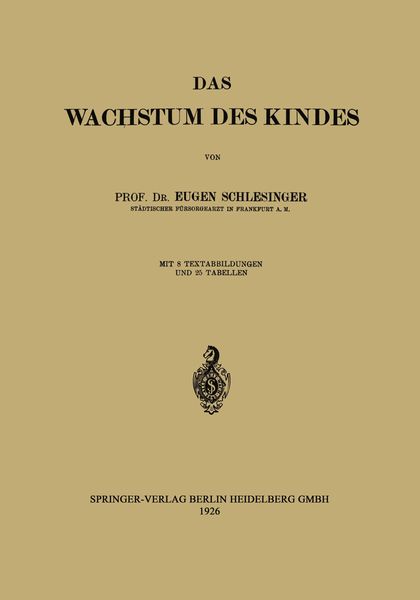 DAS
WACHSTUM DES KINDES
VON
PROF. DR. EUGEN SCHLESINGER
STÄDTISCHER FÜRSORGEARZT IN FRANKFURT A. M.
MIT 8 TEXTABBILDUNGEN
UND 25 TABELLEN
SPRINGER-VERLAG BERLIN HEIDELBERG GMBH
1926